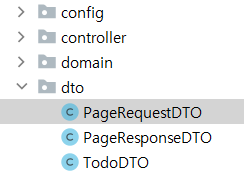 config
controller
domain
dto
PageRequestDTO
PageResponseDTO
TodoDTO